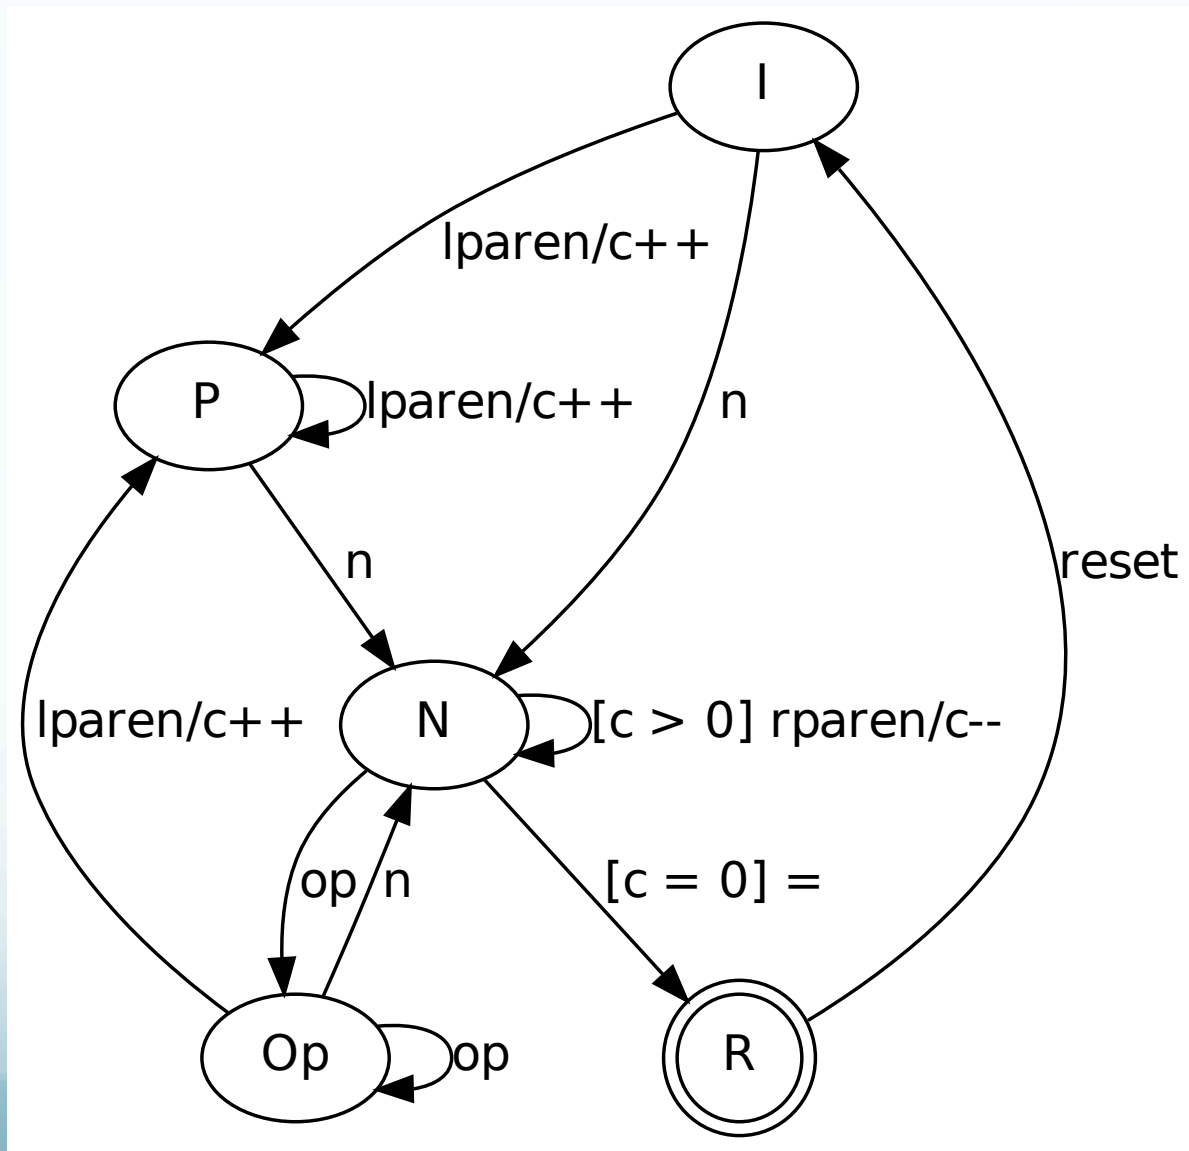 I
lparen/c++
P
lparen/c++
n
n
reset
lparen/c++
N
[c > 0] rparen/c--
op
n
[c = 0] =
Op
op
R